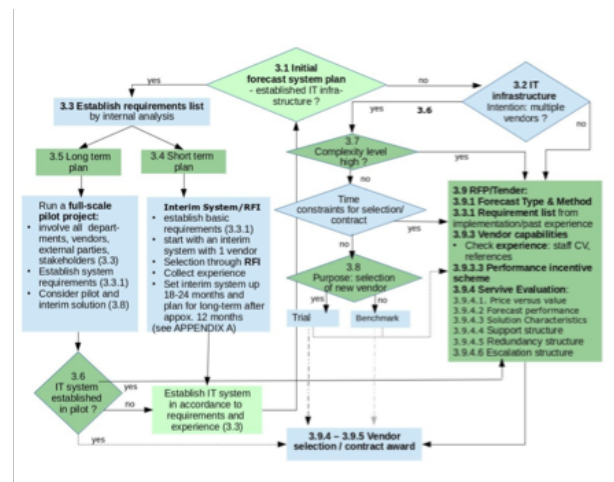 3.1 Initial
forecast system plan
- established IT infra-
structure ?
yes
no
3.2 IT
infrastructure
Intention: multiple
vendors ?
yes
3.6
no
3.3 Establish requirements list
by internal analysis
3.5 Long term
plan
3.4 Short term
plan
3.7
Complexity level
high ?
yes
no
Run a full-scale
pilot project:
• involve all depart-
ments, vendors,
external parties,
stakeholders (3.3)
• Establish system
requirements (3.3.1)
• Consider pilot and
interim solution (3.8)
Interim System/RFI
• establish basic
requirements (3.3.1)
• start with an interim
system with 1 vendor
• Selection through RFI
• Collect experience
• Set interim system up
18-24 months and
plan for long-term after
appox. 12 months
(see APPENDIX A)
Time
constraints for selection/
contract
yes
no
3.8
Purpose: selection
of new vendor
yes
no
Trial
Benchmark
3.9 RFP/Tender:
3.9.1 Forecast Type & Method
3.3.1 Requirement list from
implementation/past experience
3.9.3 Vendor capabilities
• Check experience: staff CV,
references
3.9.3.3 Performance incentive
scheme
3.9.4 Servive Evaluation:
3.9.4.1. Price versus value
3.9.4.2 Forecast performance
3.9.4.3 Solution Characteristics
3.9.4.4 Support structure
3.9.4.5 Redundancy structure
3.9.4.6 Escalation structure
3.6
IT system
established
in pilot ?
yes
no
yes
Establish IT system
in accordance to
requirements and
experience (3.3)
3.9.4 – 3.9.5 Vendor
selection / contract award